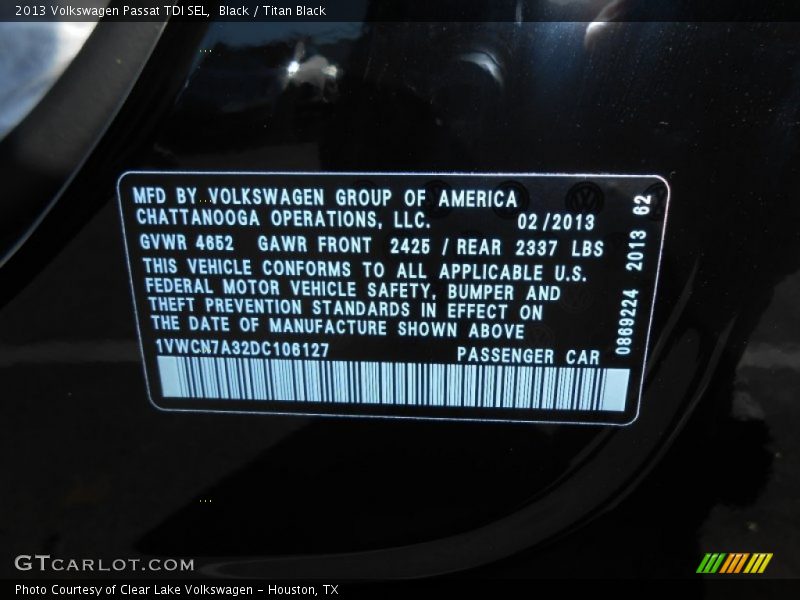 2013 Volkswagen Passat TDI SEL, Black / Titan Black
MFD BY VOLKSWAGEN GROUP OF AMERICA
CHATTANOOGA OPERATIONS, LLC. 02/2013
GVWR 4652 GAWR FRONT 2425 / REAR 2337 LBS
THIS VEHICLE CONFORMS TO ALL APPLICABLE U.S.
FEDERAL MOTOR VEHICLE SAFETY, BUMPER AND
THEFT PREVENTION STANDARDS IN EFFECT ON
THE DATE OF MANUFACTURE SHOWN ABOVE
1VWCN7A32DC106127 PASSENGER CAR
0869224 2013 62
GTCARLOT.COM
Photo Courtesy of Clear Lake Volkswagen - Houston, TX